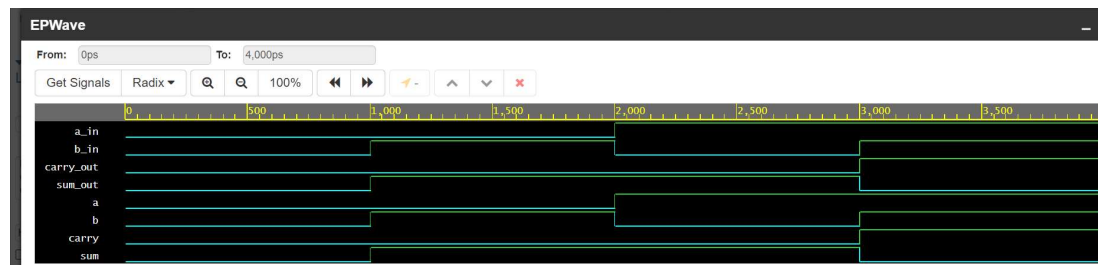 EPWave
From: 0ps To: 4,000ps
Get Signals Radix 100% -
0 500 1,000 1,500 2,000 2,500 3,000 3,500
a_in
b_in
carry_out
sum_out
a
b
carry
sum